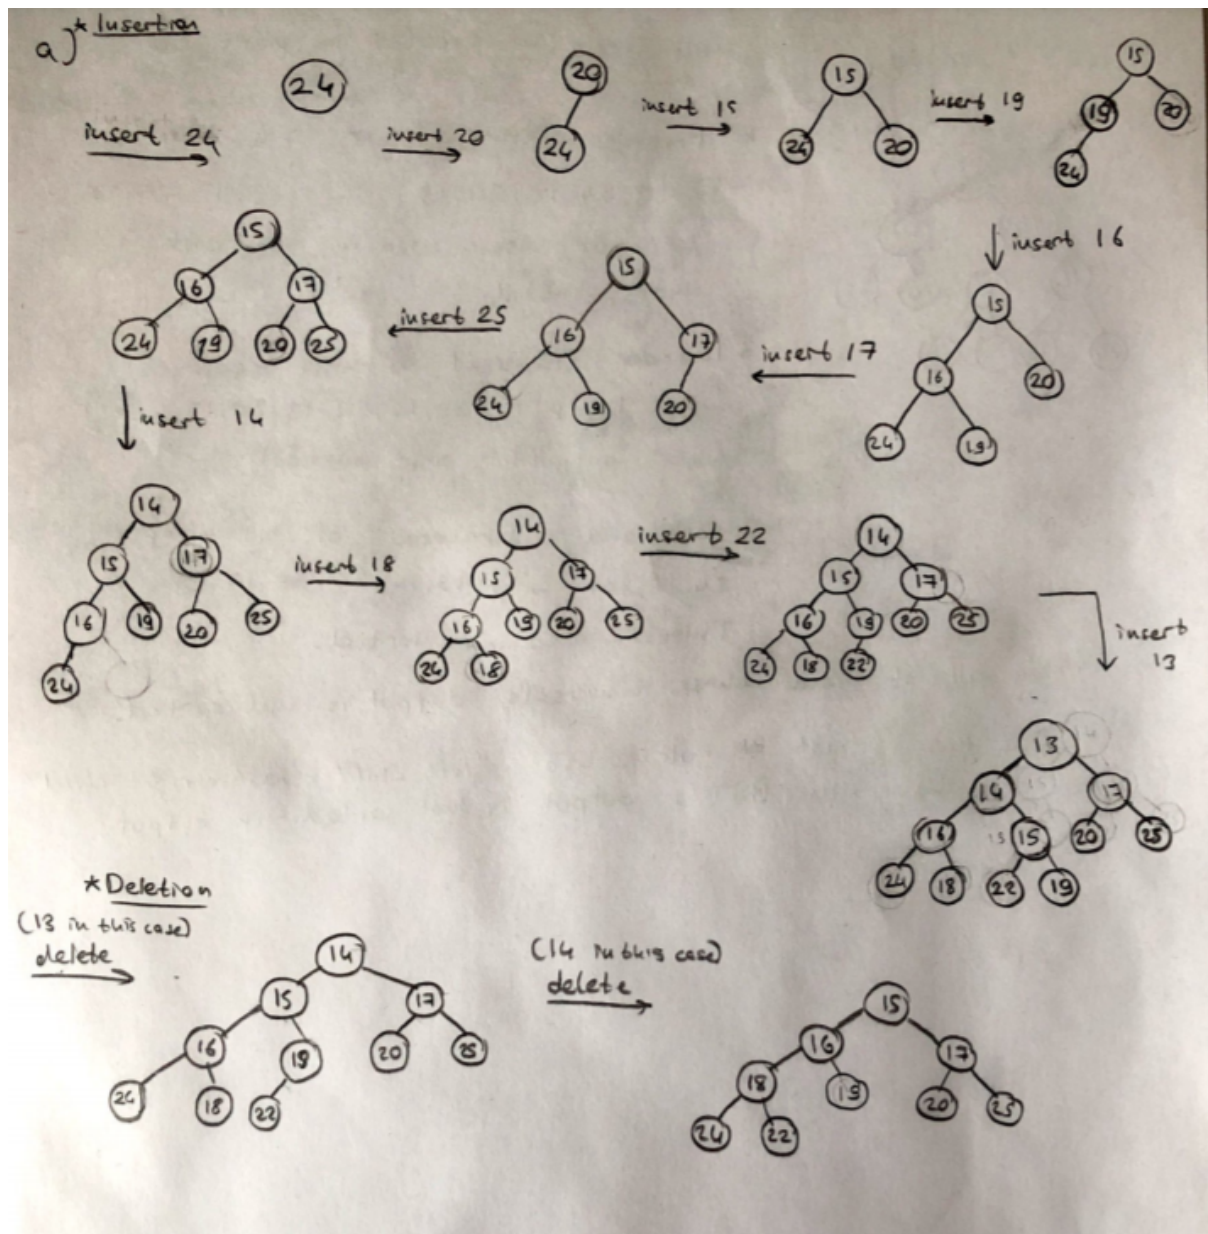 a) * Insertion
insert 24
24
insert 20
20
24
insert 15
15
24 20
insert 19
15
19 20
24
insert 16
15
16 20
24 19
insert 17
15
16 17
24 19 20
insert 25
15
16 17
24 19 20 25
insert 14
14
15 17
16 19 20 25
24
insert 18
14
15 17
16 19 20 25
24 18
insert 22
14
15 17
16 19 20 25
24 18 22
insert
13
13
14 17
16 15 20 25
24 18 22 19
* Deletion
(13 in this case)
delete
14
15 17
16 19 20 25
24 18 22
(14 in this case)
delete
15
16 17
18 19 20 25
24 22